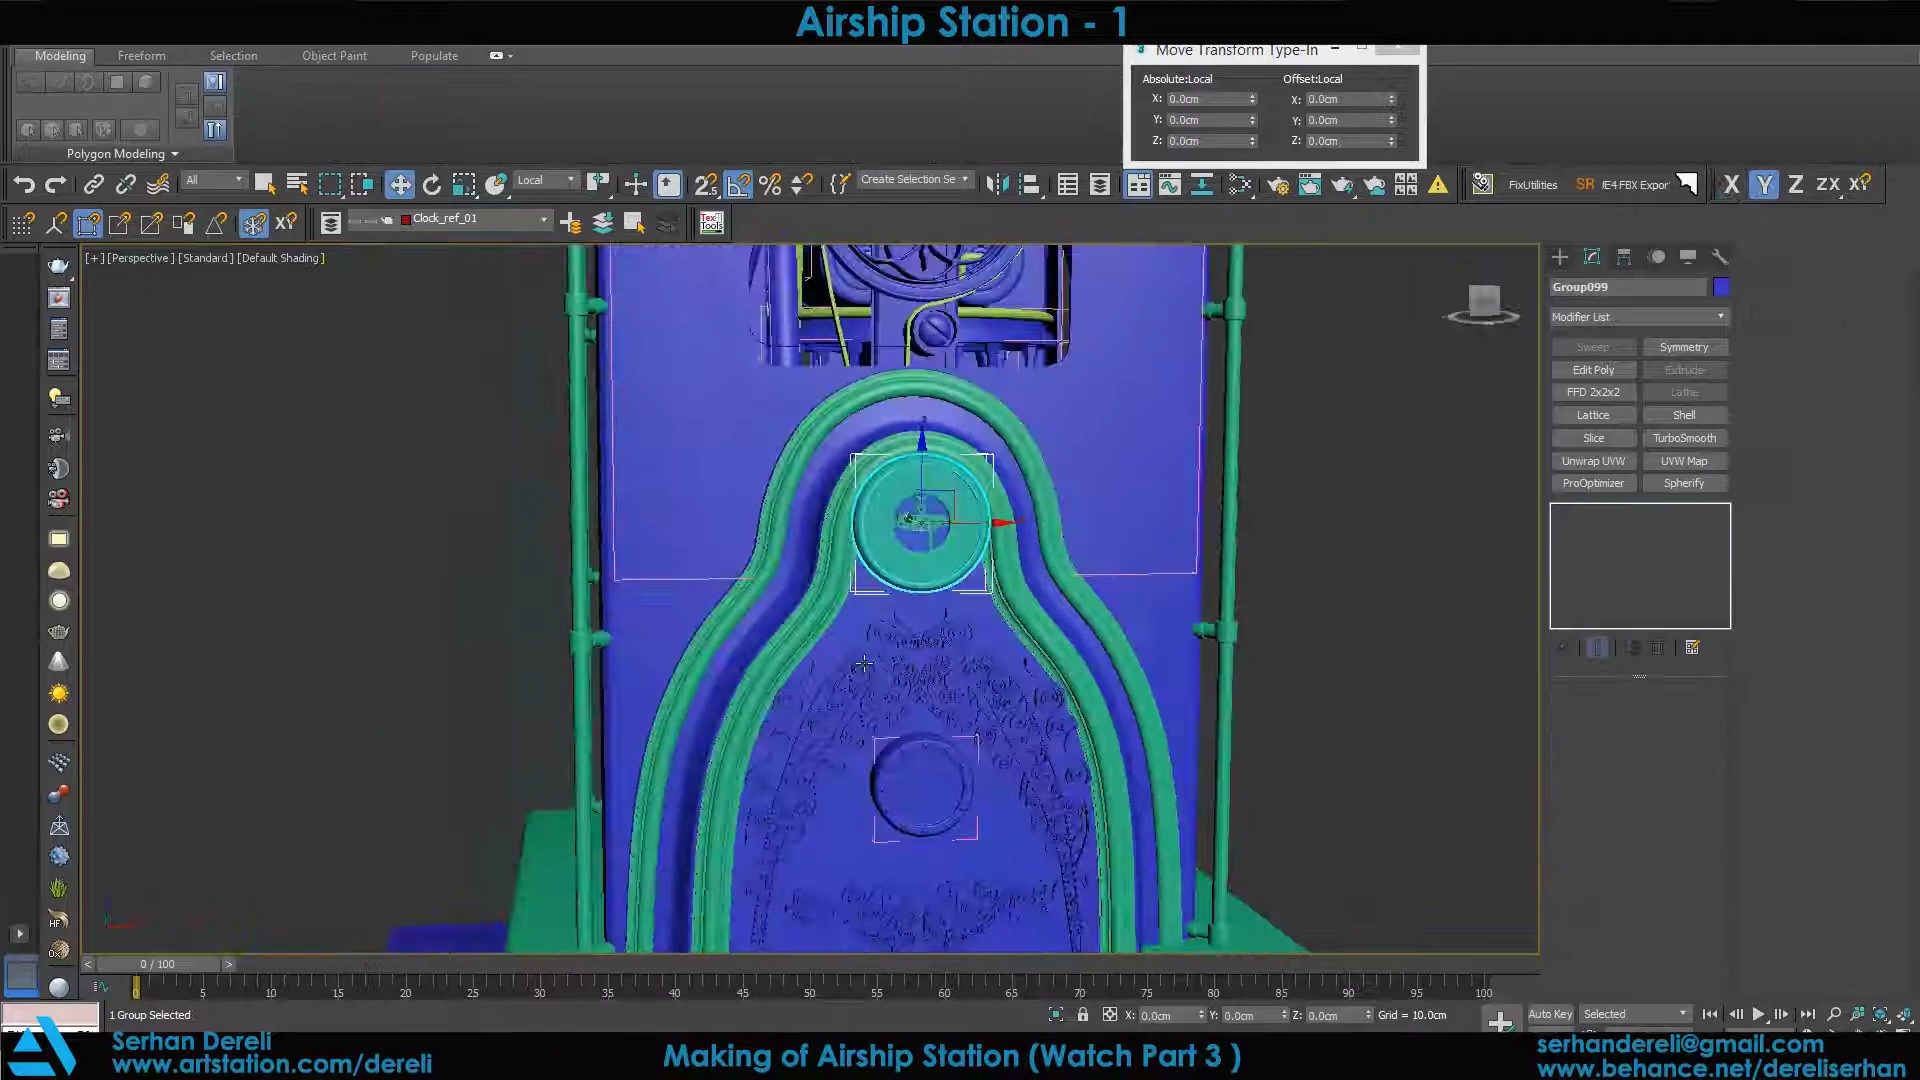 Airship Station - 1
Modeling Freeform Selection Object Paint Populate
Polygon Modeling
Move Transform Type-In
Absolute:Local Offset:Local
X: 0.0cm X: 0.0cm
Y: 0.0cm Y: 0.0cm
Z: 0.0cm Z: 0.0cm
All Local Create Selection Se FixUtilities SR IE4 FBX Expor X Y Z ZX XY
XY Clock_ref_01 Tex Tools
[+] [Perspective] [Standard] [Default Shading]
Group099
Modifier List
Sweep Symmetry
Edit Poly Extrude
FFD 2x2x2 Lathe
Lattice Shell
Slice TurboSmooth
Unwrap UVW UVW Map
ProOptimizer Spherify
HF
< 0 / 100 >
0 5 10 15 20 25 30 35 40 45 50 55 60 65 70 75 80 85 90 95 100
1 Group Selected X: 0.0cm Y: 0.0cm Z: 0.0cm Grid = 10.0cm Auto Key Selected
Serhan Dereli
www.artstation.com/dereli
Making of Airship Station (Watch Part 3 )
serhandereli@gmail.com
www.behance.net/dereliserhan